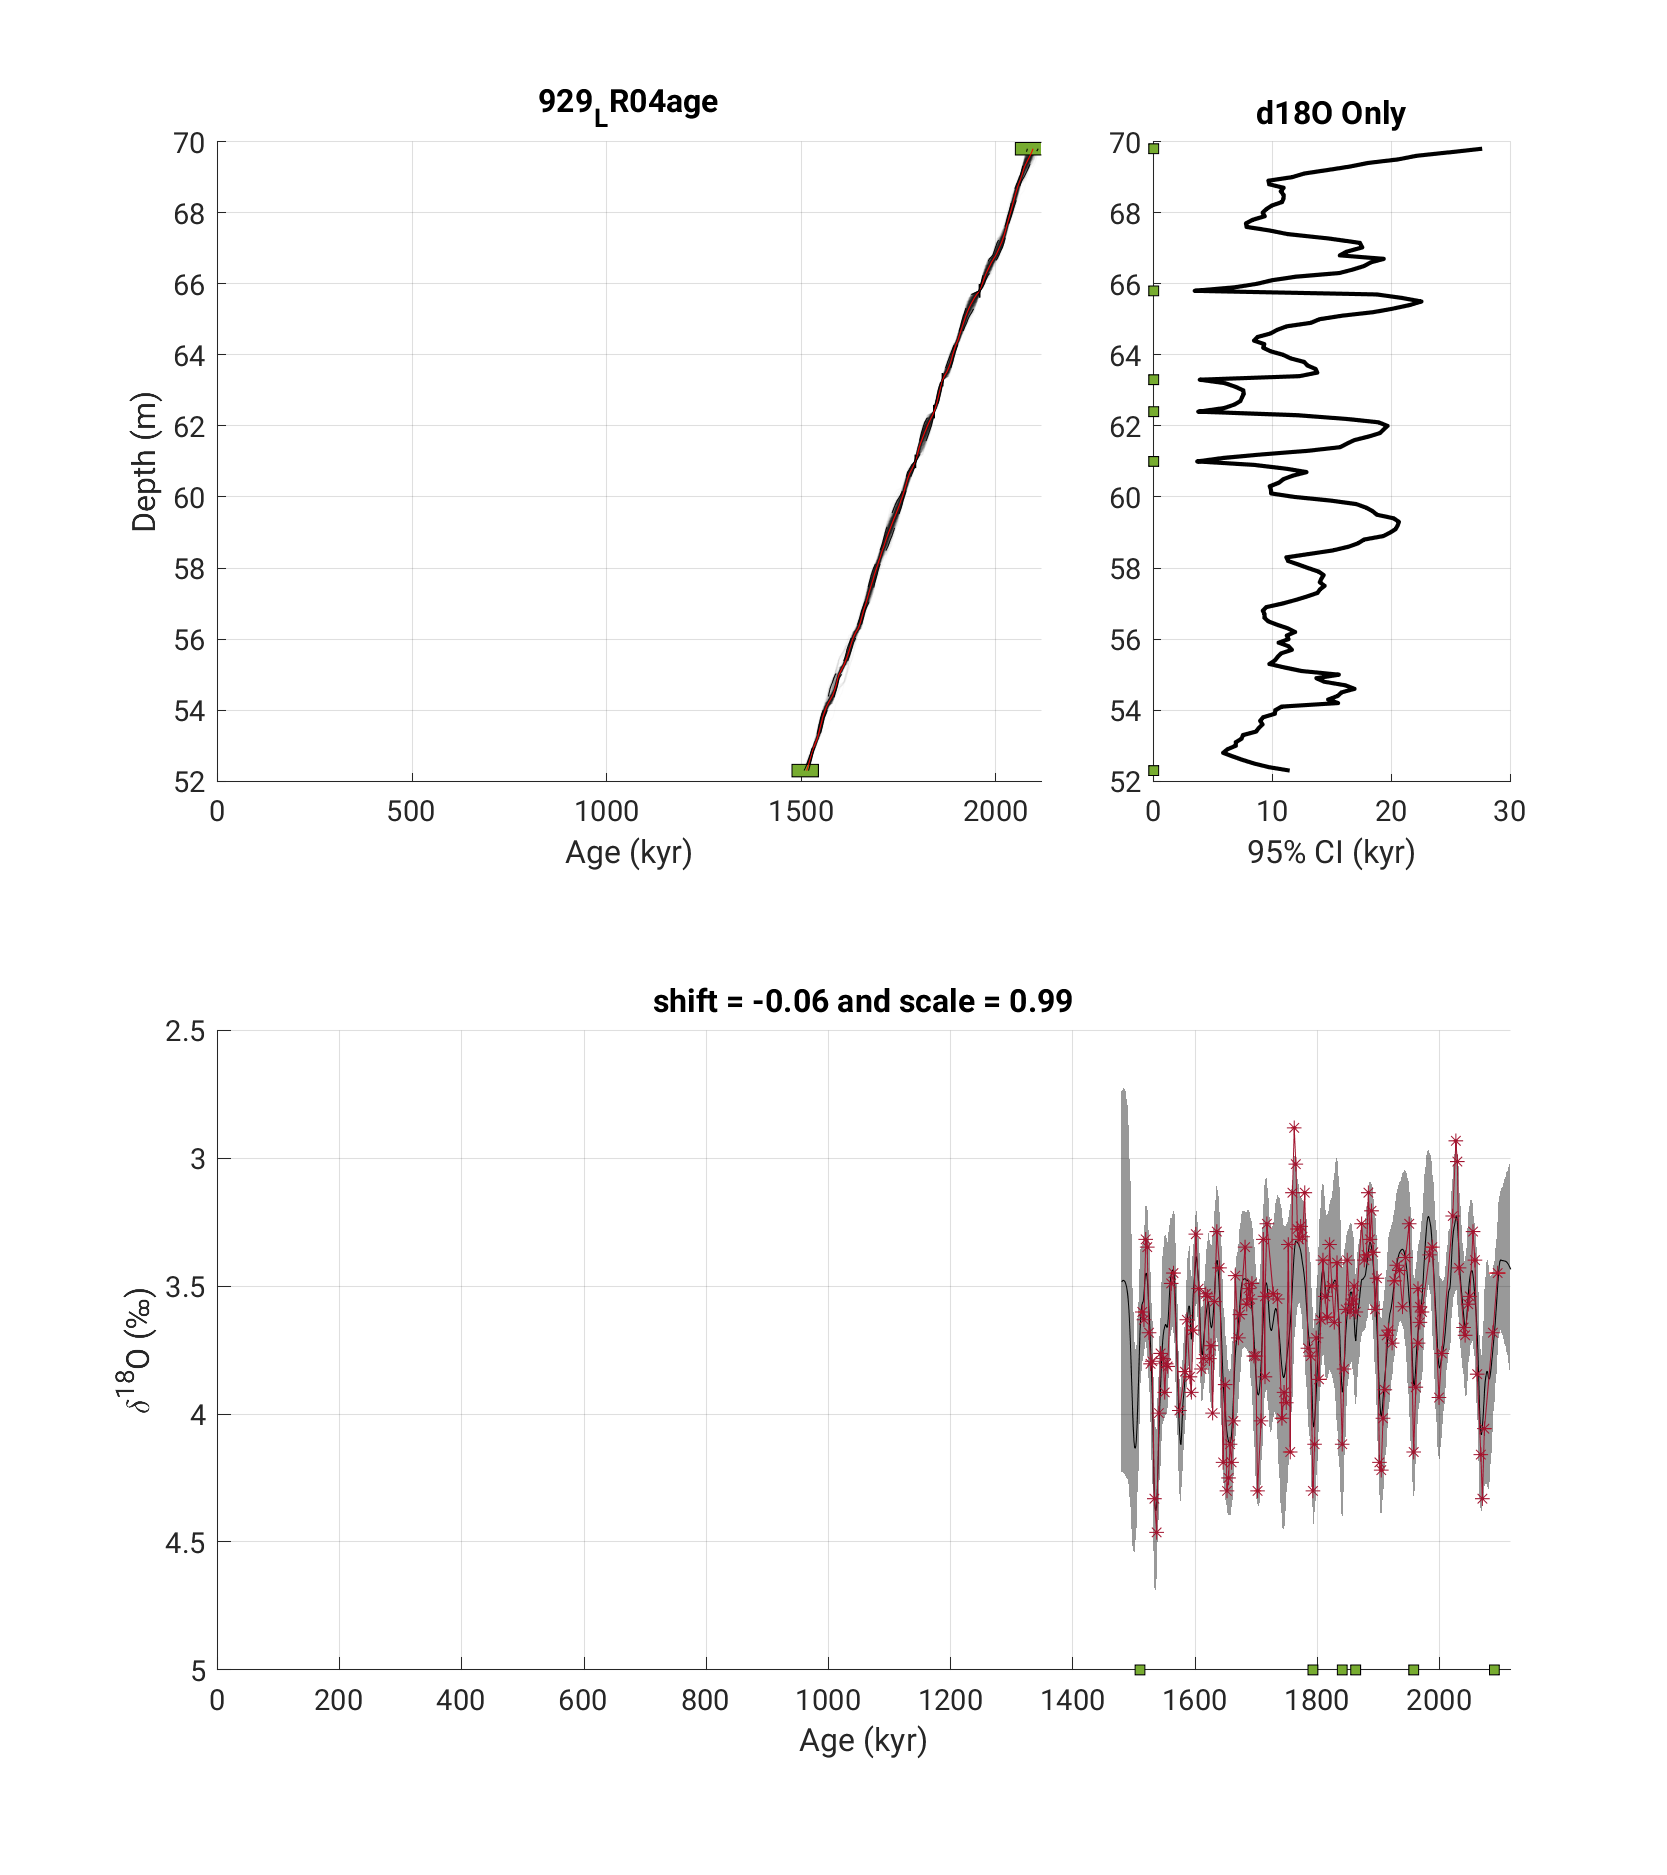 929LR04age
70
68
66
64
62
60
58
56
54
52
Depth (m)
0 500 1000 1500 2000
Age (kyr)
d18O Only
70
68
66
64
62
60
58
56
54
52
0 10 20 30
95% CI (kyr)
shift = -0.06 and scale = 0.99
2.5
3
3.5
4
4.5
5
δ18O (‰)
0 200 400 600 800 1000 1200 1400 1600 1800 2000
Age (kyr)